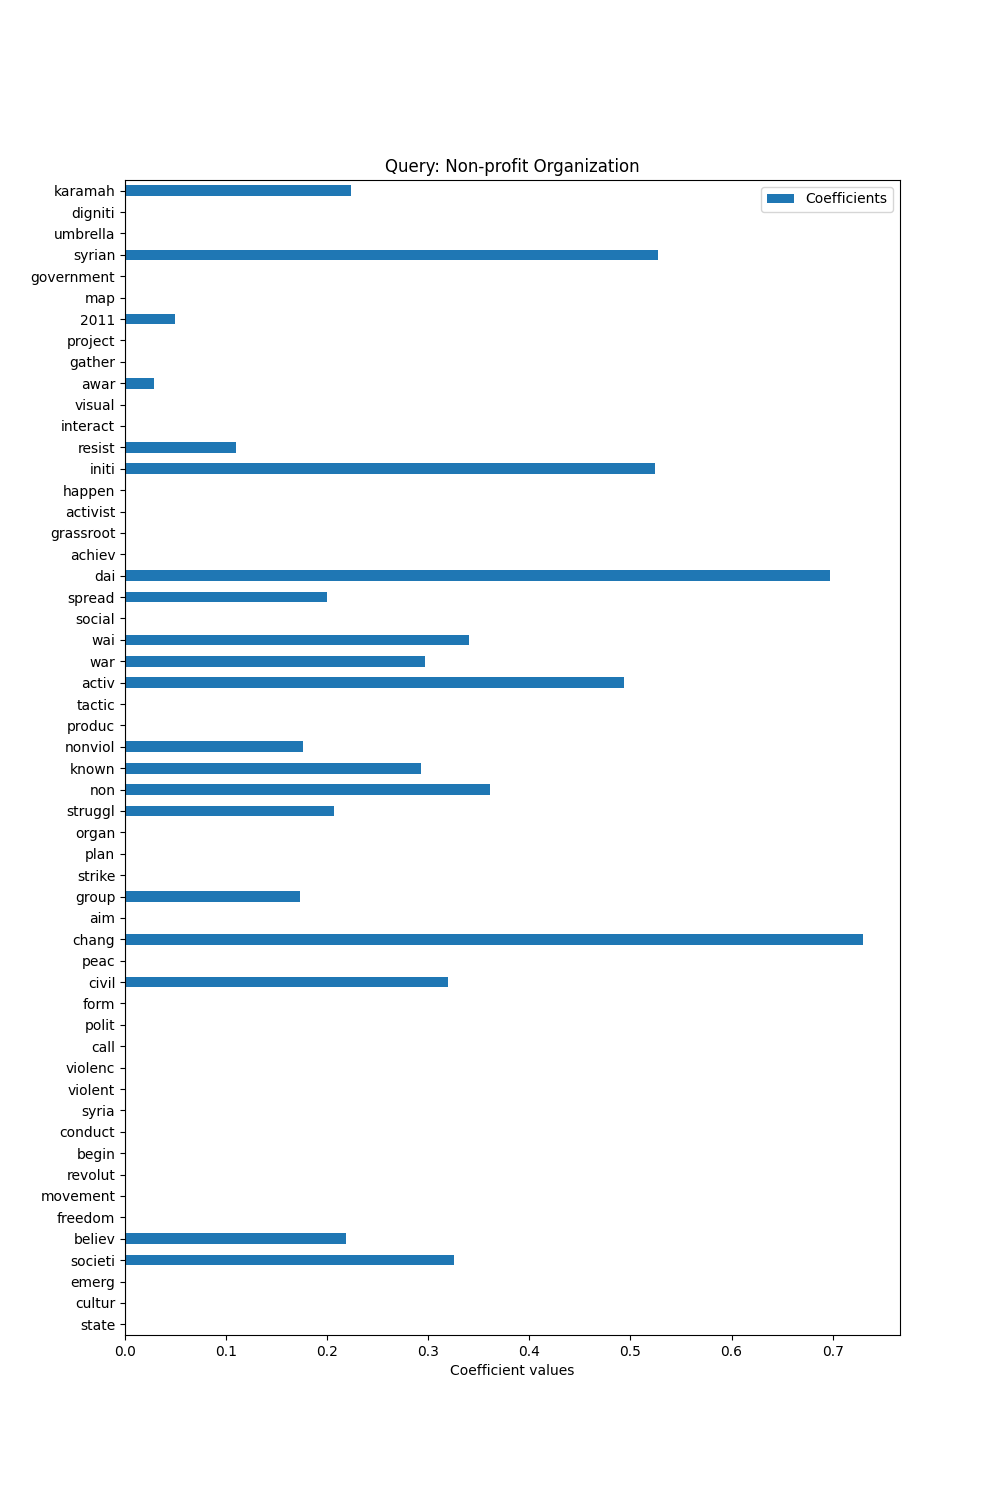 Query: Non-profit Organization
Coefficients
karamah
digniti
umbrella
syrian
government
map
2011
project
gather
awar
visual
interact
resist
initi
happen
activist
grassroot
achiev
dai
spread
social
wai
war
activ
tactic
produc
nonviol
known
non
struggl
organ
plan
strike
group
aim
chang
peac
civil
form
polit
call
violenc
violent
syria
conduct
begin
revolut
movement
freedom
believ
societi
emerg
cultur
state
0.0 0.1 0.2 0.3 0.4 0.5 0.6 0.7
Coefficient values